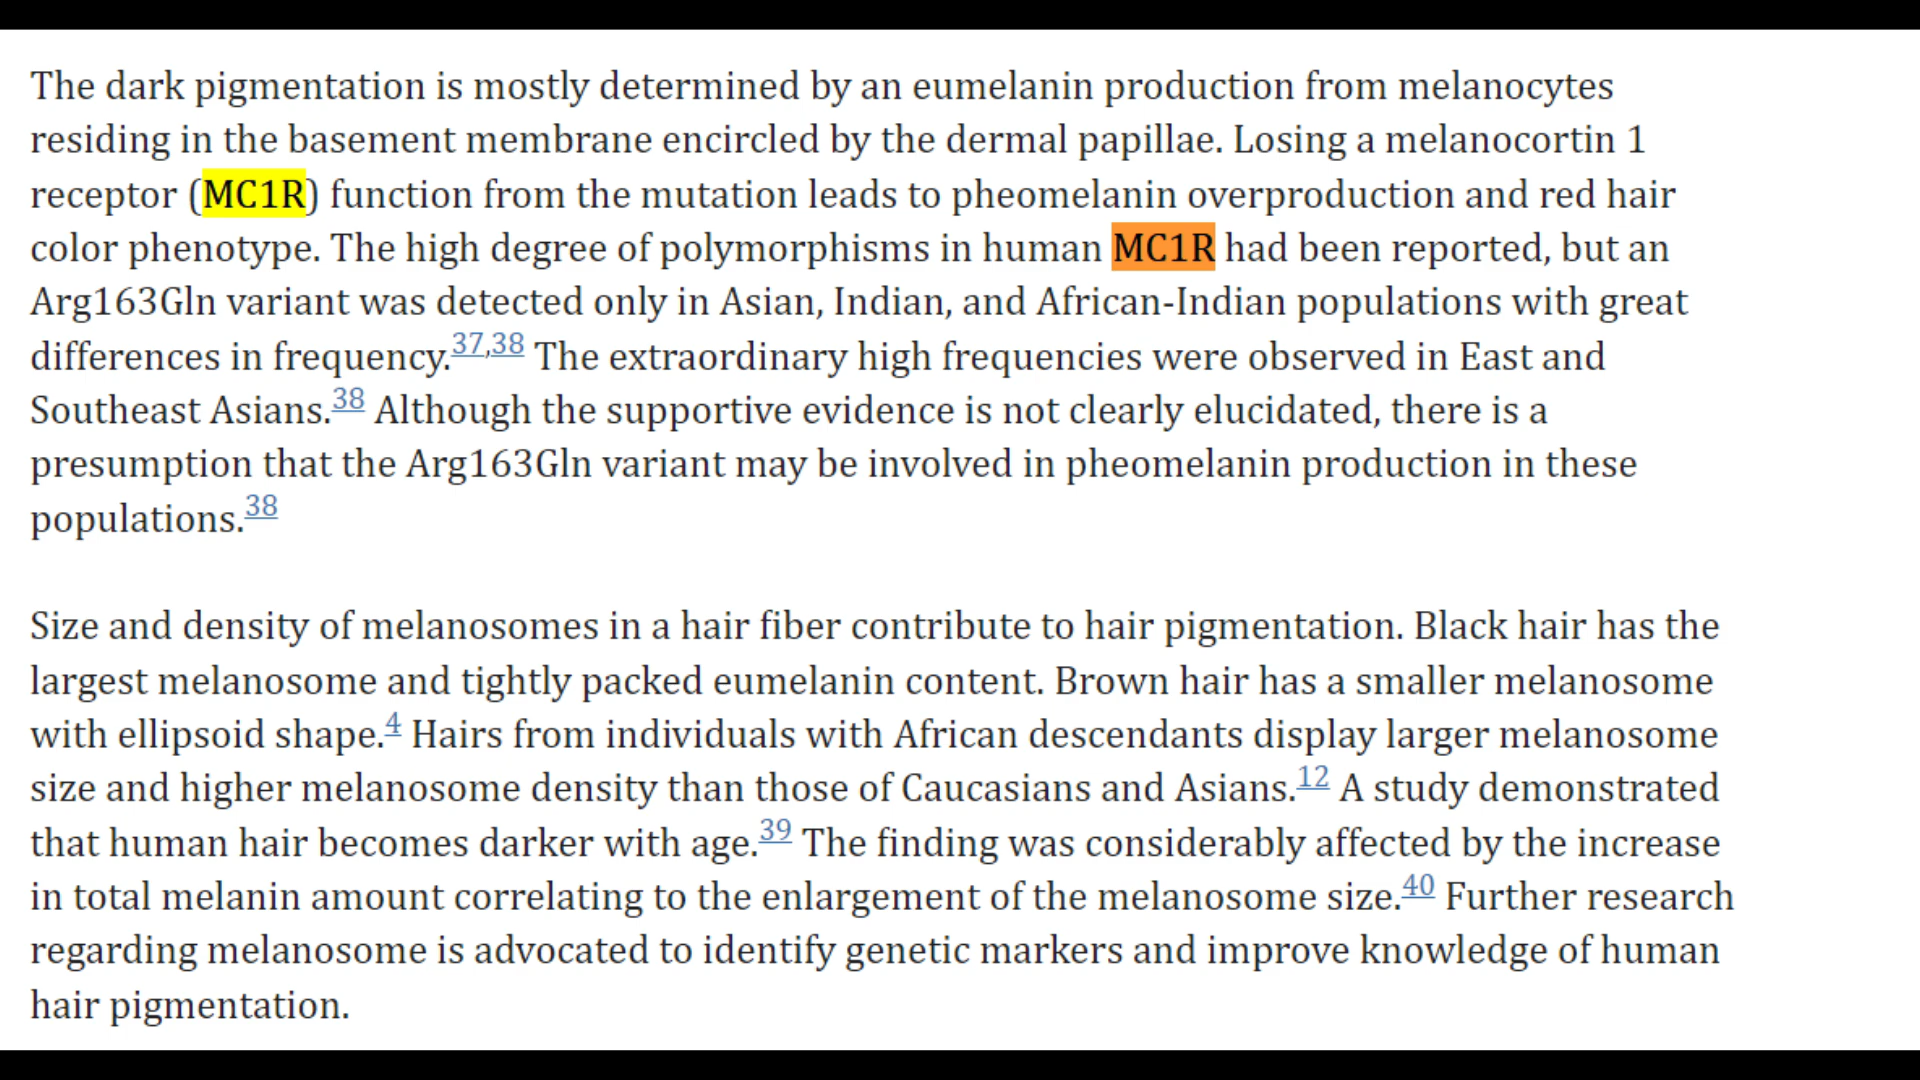 The dark pigmentation is mostly determined by an eumelanin production from melanocytes
residing in the basement membrane encircled by the dermal papillae. Losing a melanocortin 1
receptor (MC1R) function from the mutation leads to pheomelanin overproduction and red hair
color phenotype. The high degree of polymorphisms in human MC1R had been reported, but an
Arg163Gln variant was detected only in Asian, Indian, and African-Indian populations with great
differences in frequency.37,38 The extraordinary high frequencies were observed in East and
Southeast Asians.38 Although the supportive evidence is not clearly elucidated, there is a
presumption that the Arg163Gln variant may be involved in pheomelanin production in these
populations.38
Size and density of melanosomes in a hair fiber contribute to hair pigmentation. Black hair has the
largest melanosome and tightly packed eumelanin content. Brown hair has a smaller melanosome
with ellipsoid shape.4 Hairs from individuals with African descendants display larger melanosome
size and higher melanosome density than those of Caucasians and Asians.12 A study demonstrated
that human hair becomes darker with age.39 The finding was considerably affected by the increase
in total melanin amount correlating to the enlargement of the melanosome size.40 Further research
regarding melanosome is advocated to identify genetic markers and improve knowledge of human
hair pigmentation.